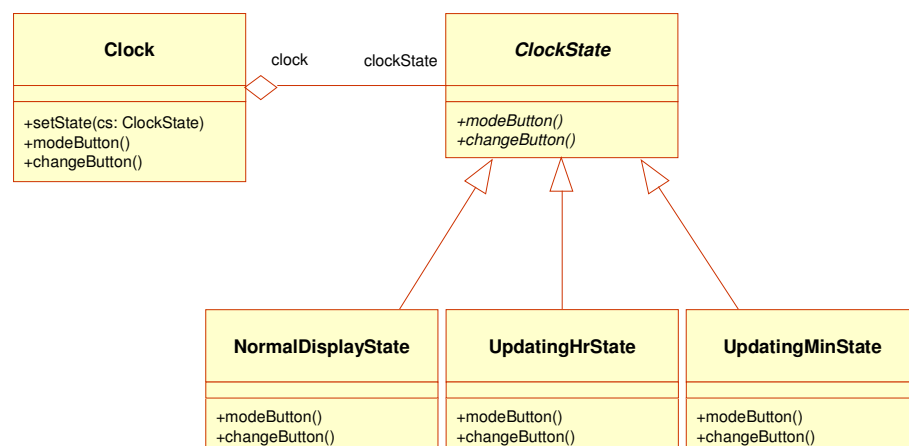 Clock
+setState(cs: ClockState)
+modeButton()
+changeButton()
clock
clockState
ClockState
+modeButton()
+changeButton()
NormalDisplayState
+modeButton()
+changeButton()
UpdatingHrState
+modeButton()
+changeButton()
UpdatingMinState
+modeButton()
+changeButton()